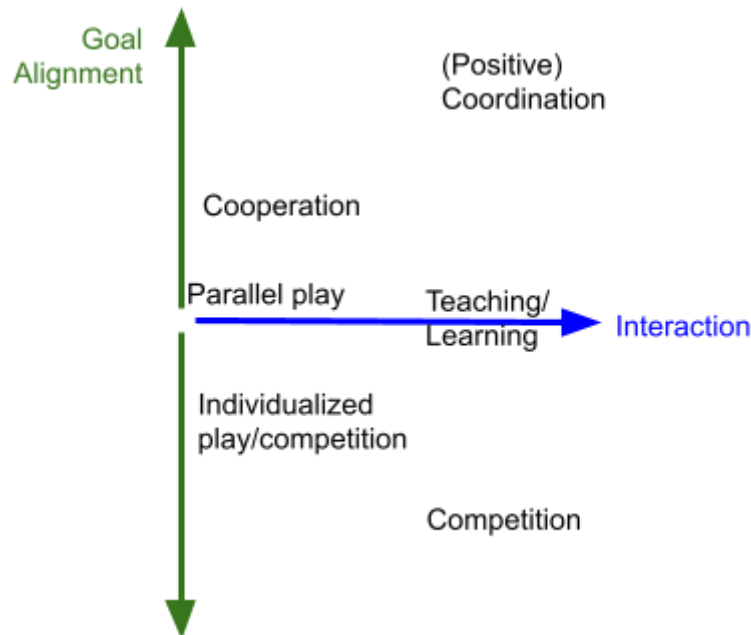 Goal
Alignment
(Positive)
Coordination
Cooperation
Parallel play
Teaching/
Learning
Interaction
Individualized
play/competition
Competition